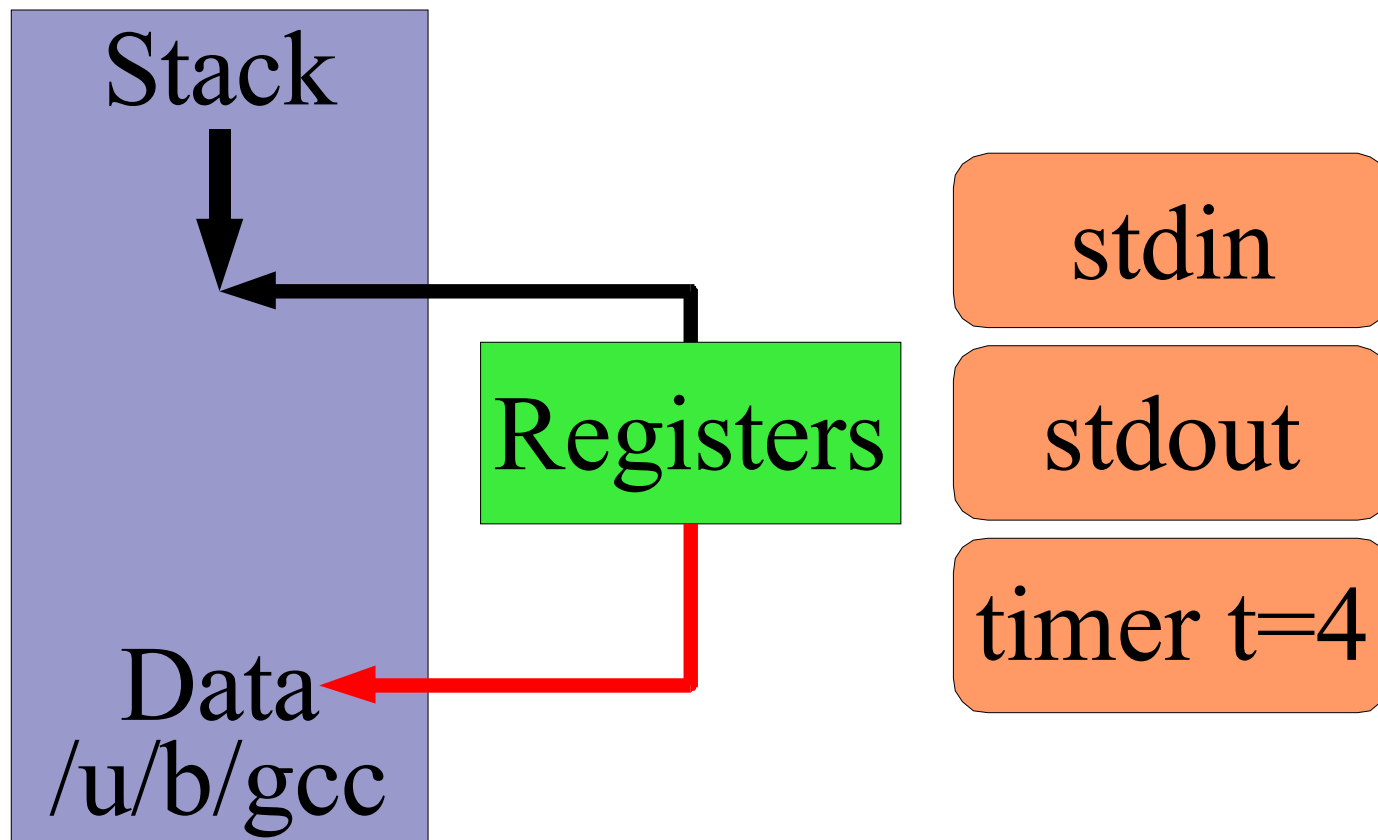 Stack
Registers
Data
/u/b/gcc
stdin
stdout
timer t=4